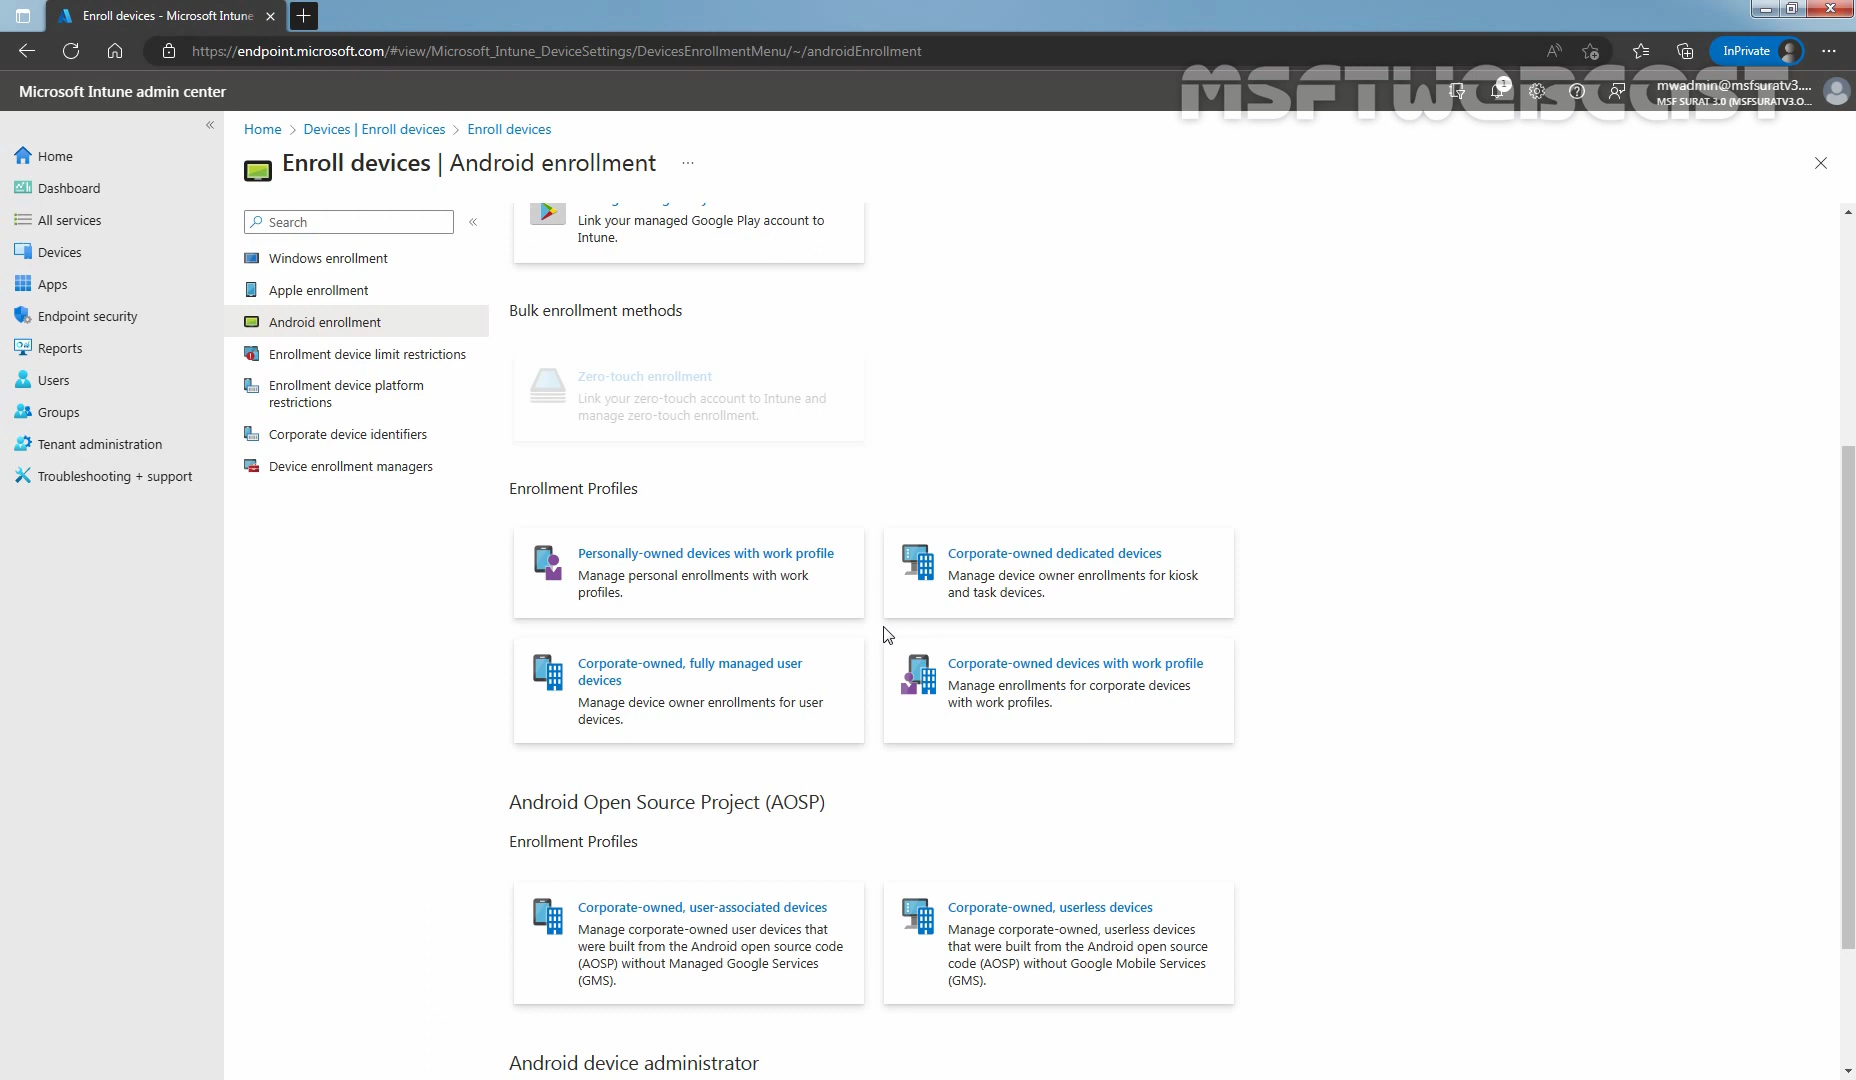 Enroll devices - Microsoft Intune
https://endpoint.microsoft.com/#view/Microsoft_Intune_DeviceSettings/DevicesEnrollmentMenu/~/androidEnrollment
InPrivate
MSFTWEBCAST
Microsoft Intune admin center
1
mwadmin@msfsuratv3....
MSF SURAT 3.0 (MSFSURATV3.O...
Home
Dashboard
All services
Devices
Apps
Endpoint security
Reports
Users
Groups
Tenant administration
Troubleshooting + support
Home > Devices | Enroll devices > Enroll devices
Enroll devices | Android enrollment ...
Search
Windows enrollment
Apple enrollment
Android enrollment
Enrollment device limit restrictions
Enrollment device platform
restrictions
Corporate device identifiers
Device enrollment managers
Link your managed Google Play account to
Intune.
Bulk enrollment methods
Zero-touch enrollment
Link your zero-touch account to Intune and
manage zero-touch enrollment.
Enrollment Profiles
Personally-owned devices with work profile
Manage personal enrollments with work
profiles.
Corporate-owned dedicated devices
Manage device owner enrollments for kiosk
and task devices.
Corporate-owned, fully managed user
devices
Manage device owner enrollments for user
devices.
Corporate-owned devices with work profile
Manage enrollments for corporate devices
with work profiles.
Android Open Source Project (AOSP)
Enrollment Profiles
Corporate-owned, user-associated devices
Manage corporate-owned user devices that
were built from the Android open source code
(AOSP) without Managed Google Services
(GMS).
Corporate-owned, userless devices
Manage corporate-owned, userless devices
that were built from the Android open source
code (AOSP) without Google Mobile Services
(GMS).
Android device administrator